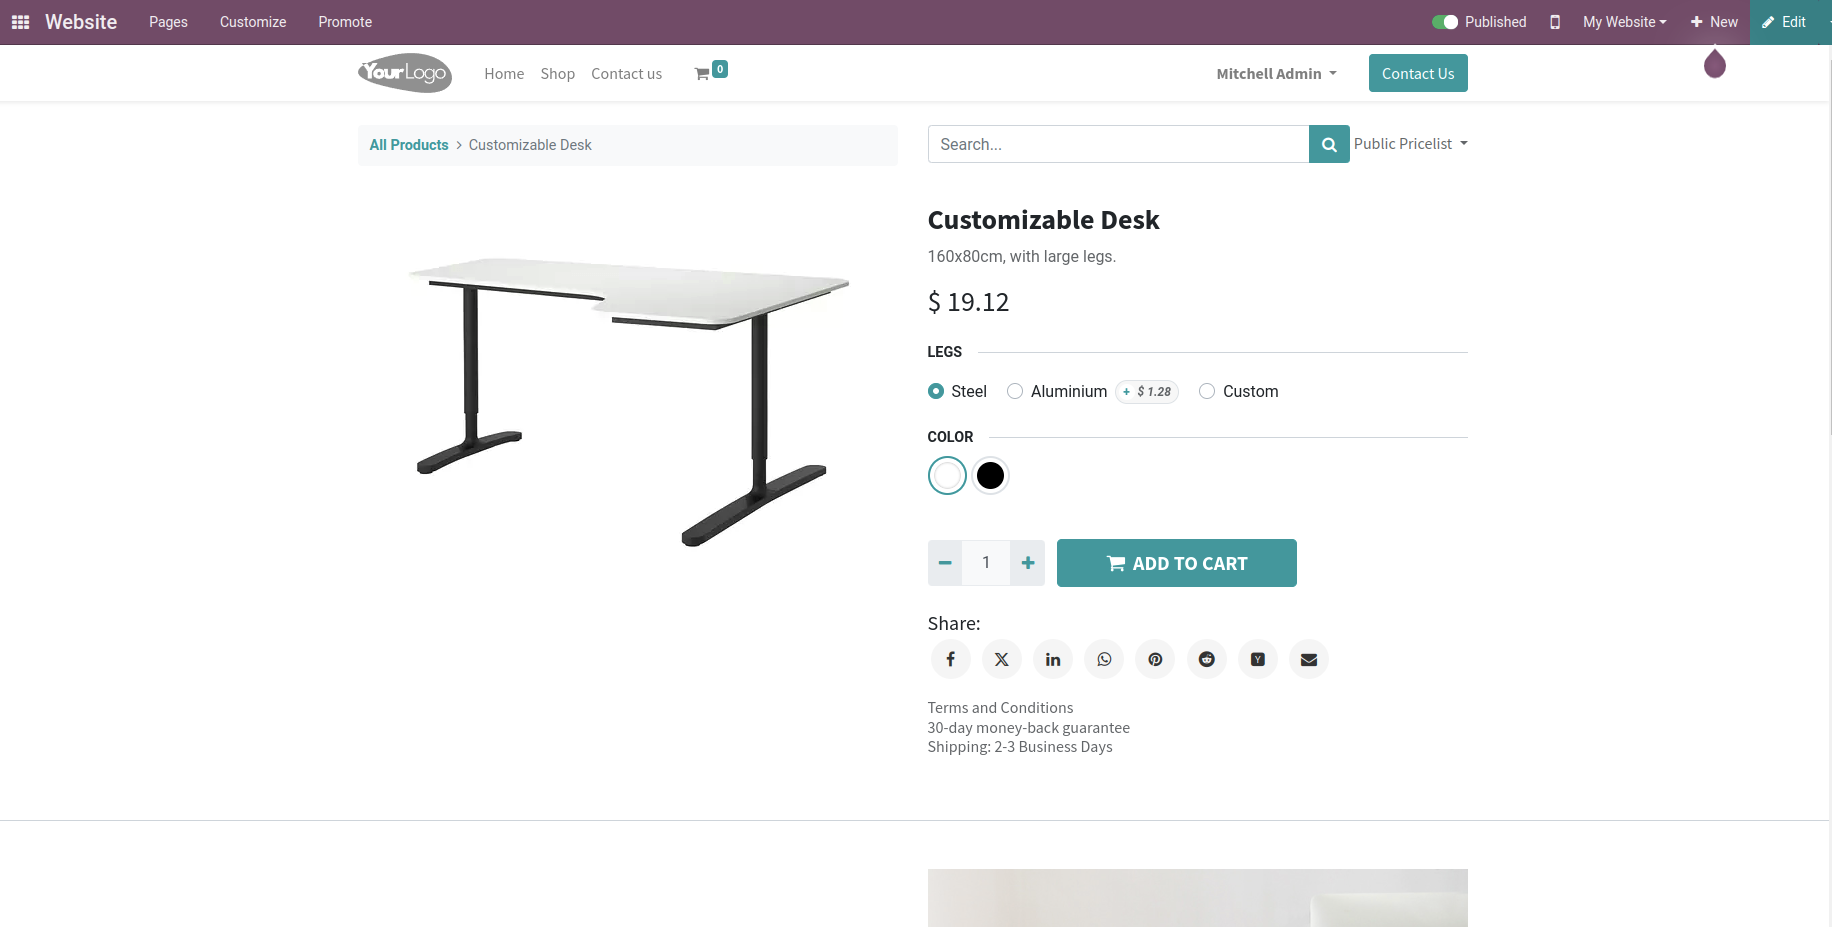 Website Pages Customize Promote Published My Website New Edit
YourLogo Home Shop Contact us 0 Mitchell Admin Contact Us
All Products > Customizable Desk Search... Public Pricelist
Customizable Desk
160x80cm, with large legs.
$ 19.12
LEGS
Steel Aluminium + $ 1.28 Custom
COLOR
1 ADD TO CART
Share:
Terms and Conditions
30-day money-back guarantee
Shipping: 2-3 Business Days